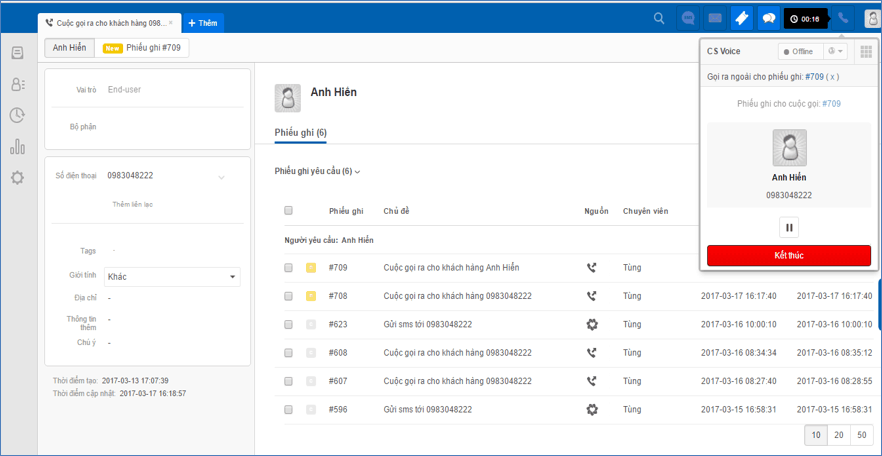 Cuộc gọi ra cho khách hàng 098... ×
+ Thêm
00:16
Anh Hiển
New Phiếu ghi #709
Vai trò End-user
Bộ phận
Số điện thoại 0983048222
Thêm liên lạc
Tags -
Giới tính Khác
Địa chỉ -
Thông tin thêm -
Chú ý -
Thời điểm tạo: 2017-03-13 17:07:39
Thời điểm cập nhật: 2017-03-17 16:18:57
Anh Hiển
Phiếu ghi (6)
Phiếu ghi yêu cầu (6)
Phiếu ghi Chủ đề Nguồn Chuyên viên
Người yêu cầu: Anh Hiển
#709 Cuộc gọi ra cho khách hàng Anh Hiển Tùng
#708 Cuộc gọi ra cho khách hàng 0983048222 Tùng 2017-03-17 16:17:40 2017-03-17 16:17:40
#623 Gửi sms tới 0983048222 Tùng 2017-03-16 10:00:10 2017-03-16 10:00:10
#608 Cuộc gọi ra cho khách hàng 0983048222 Tùng 2017-03-16 08:34:34 2017-03-16 08:35:12
#607 Cuộc gọi ra cho khách hàng 0983048222 Tùng 2017-03-16 08:27:40 2017-03-16 08:28:55
#596 Gửi sms tới 0983048222 Tùng 2017-03-15 16:58:31 2017-03-15 16:58:31
10 20 50
CS Voice Offline
Gọi ra ngoài cho phiếu ghi: #709 ( x )
Phiếu ghi cho cuộc gọi: #709
Anh Hiển
0983048222
Kết thúc